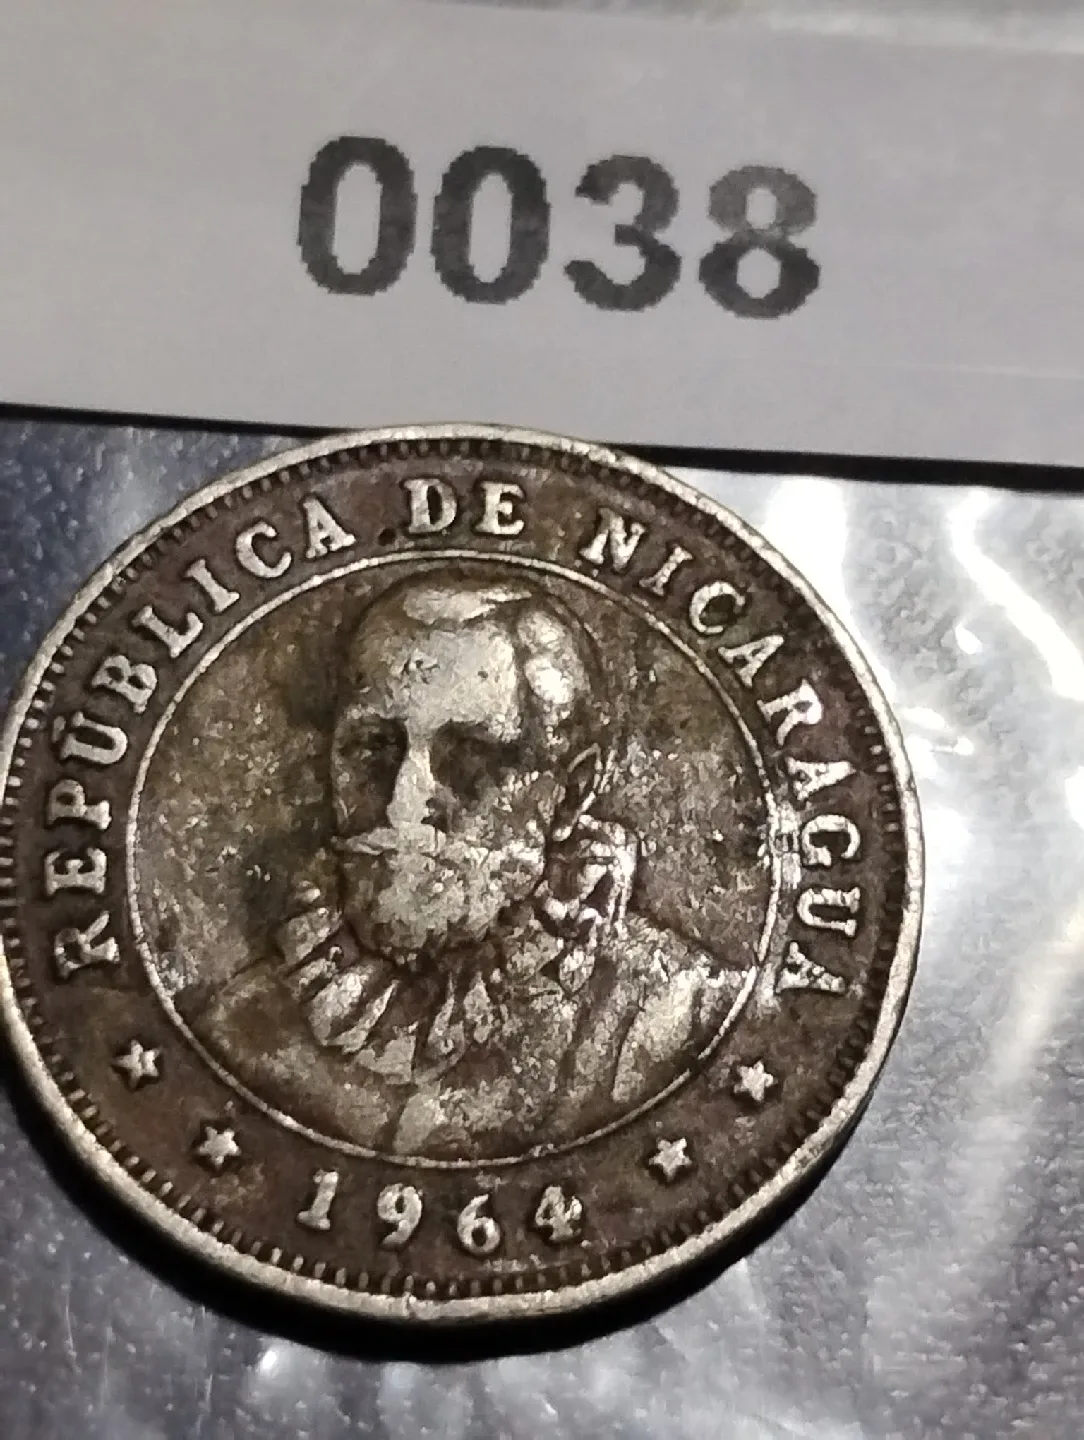 0038
REPÚBLICA DE NICARAGUA
1964